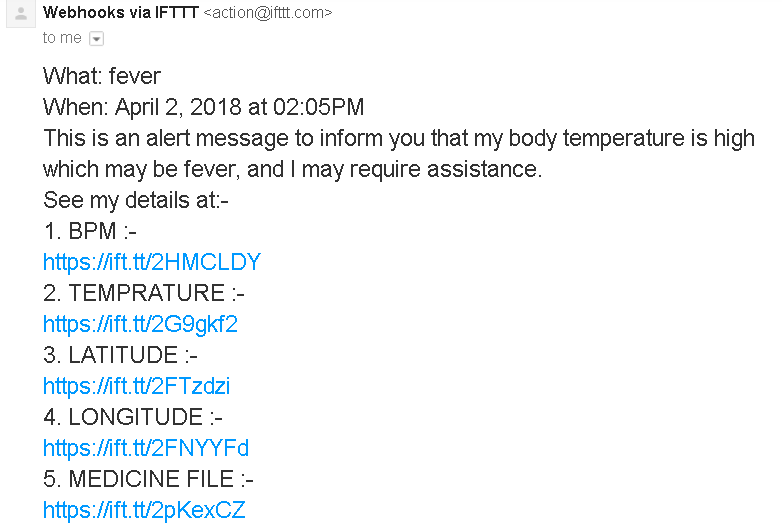 Webhooks via IFTTT <action@ifttt.com>
to me
What: fever
When: April 2, 2018 at 02:05PM
This is an alert message to inform you that my body temperature is high
which may be fever, and I may require assistance.
See my details at:-
1. BPM :-
https://ift.tt/2HMCLDY
2. TEMPRATURE :-
https://ift.tt/2G9gkf2
3. LATITUDE :-
https://ift.tt/2FTzdzi
4. LONGITUDE :-
https://ift.tt/2FNYYFd
5. MEDICINE FILE :-
https://ift.tt/2pKexCZ